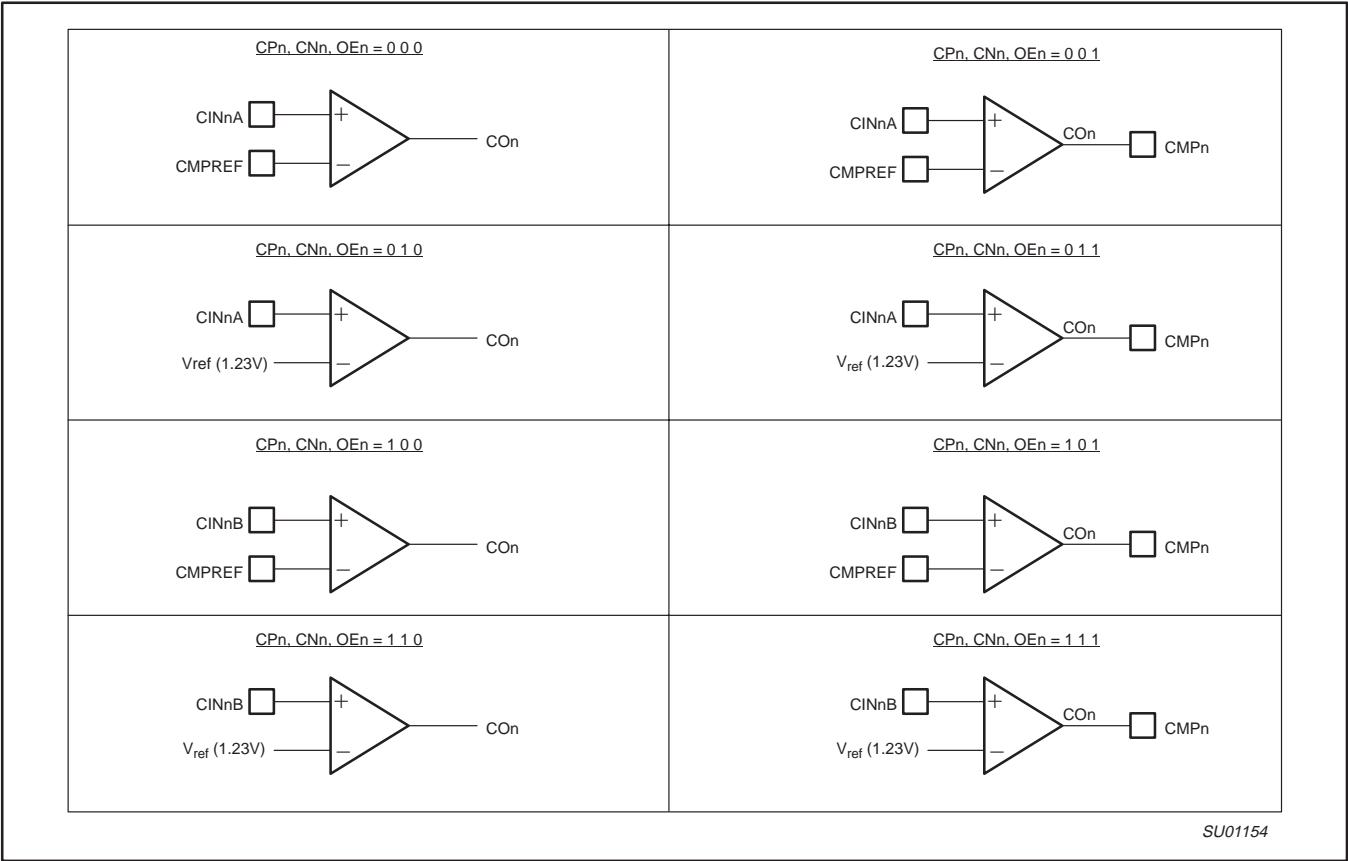 CPn, CNn, OEn = 0 0 0
CINnA
+
COn
CMPREF
−
CPn, CNn, OEn = 0 0 1
CINnA
+
COn
CMPn
CMPREF
−
CPn, CNn, OEn = 0 1 0
CINnA
+
COn
Vref (1.23V)
−
CPn, CNn, OEn = 0 1 1
CINnA
+
COn
CMPn
Vref (1.23V)
−
CPn, CNn, OEn = 1 0 0
CINnB
+
COn
CMPREF
−
CPn, CNn, OEn = 1 0 1
CINnB
+
COn
CMPn
CMPREF
−
CPn, CNn, OEn = 1 1 0
CINnB
+
COn
Vref (1.23V)
−
CPn, CNn, OEn = 1 1 1
CINnB
+
COn
CMPn
Vref (1.23V)
−
SU01154